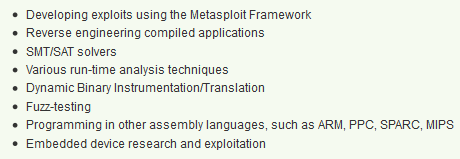 Developing exploits using the Metasploit Framework
Reverse engineering compiled applications
SMT/SAT solvers
Various run-time analysis techniques
Dynamic Binary Instrumentation/Translation
Fuzz-testing
Programming in other assembly languages, such as ARM, PPC, SPARC, MIPS
Embedded device research and exploitation